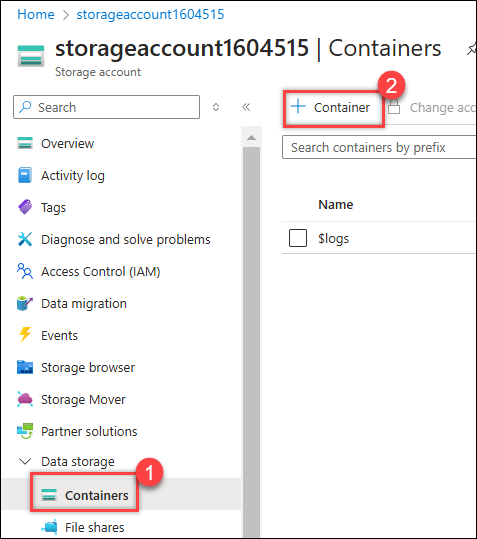 Home > storageaccount1604515
storageaccount1604515 | Containers
Storage account
2
Search
«
+ Container
Change acc
Search containers by prefix
Overview
Activity log
Tags
Diagnose and solve problems
Access Control (IAM)
Data migration
Events
Storage browser
Storage Mover
Partner solutions
Data storage
1
Containers
File shares
Name
$logs